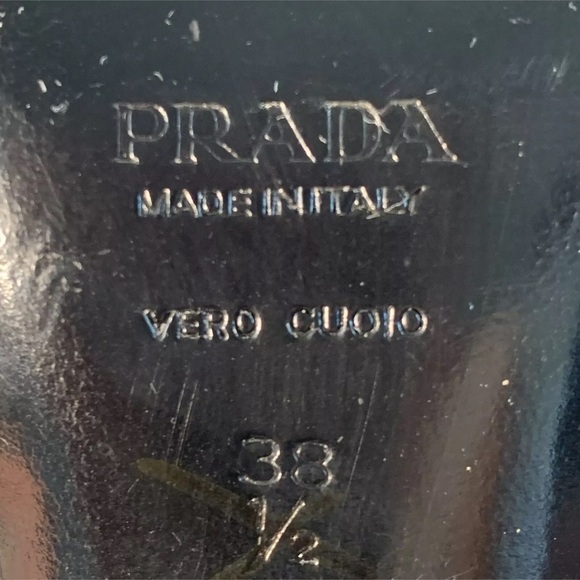 PRADA
MADE IN ITALY
VERO CUOIO
38
1/2